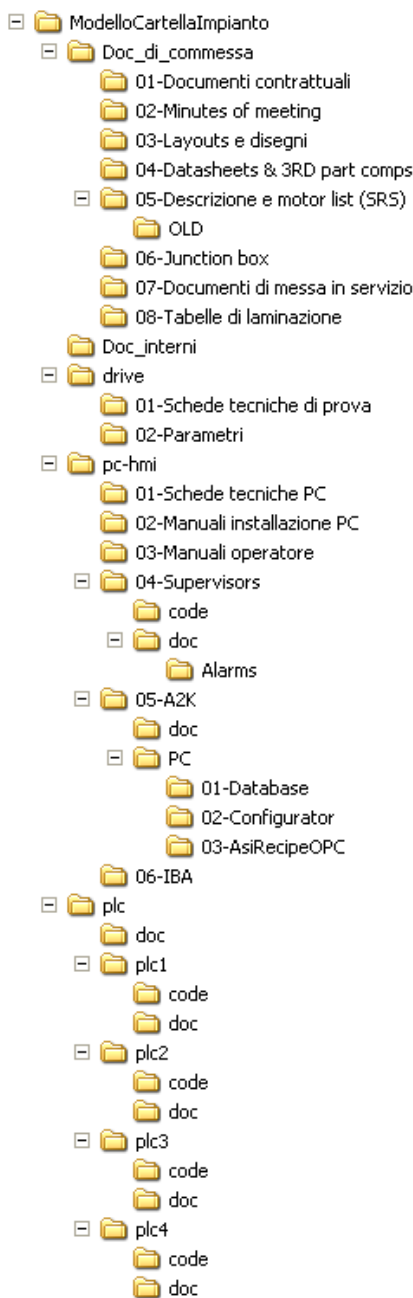 ModelloCartellaImpianto
Doc_di_commessa
01-Documenti contrattuali
02-Minutes of meeting
03-Layouts e disegni
04-Datasheets & 3RD part comps
05-Descrizione e motor list (SRS)
OLD
06-Junction box
07-Documenti di messa in servizio
08-Tabelle di laminazione
Doc_interni
drive
01-Schede tecniche di prova
02-Parametri
pc-hmi
01-Schede tecniche PC
02-Manuali installazione PC
03-Manuali operatore
04-Supervisors
code
doc
Alarms
05-A2K
doc
PC
01-Database
02-Configurator
03-AsiRecipeOPC
06-IBA
plc
doc
plc1
code
doc
plc2
code
doc
plc3
code
doc
plc4
code
doc